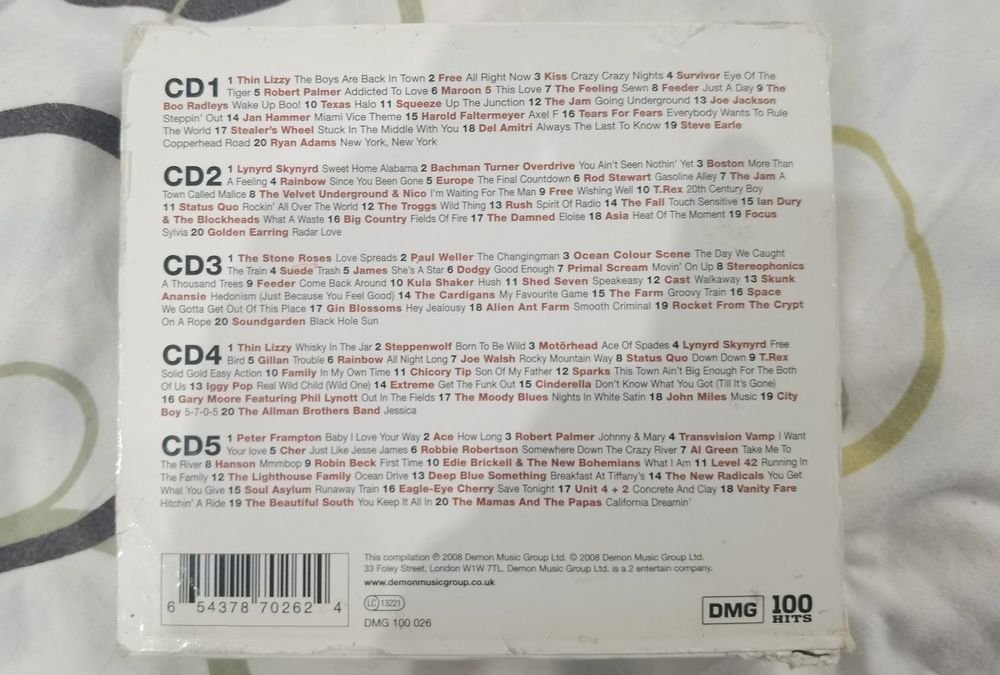 CD1 1 Thin Lizzy The Boys Are Back In Town 2 Free All Right Now 3 Kiss Crazy Crazy Nights 4 Survivor Eye Of The
Tiger 5 Robert Palmer Addicted To Love 6 Maroon 5 This Love 7 The Feeling Sewn 8 Feeder Just A Day 9 The
Boo Radleys Wake Up Boo! 10 Texas Halo 11 Squeeze Up The Junction 12 The Jam Going Underground 13 Joe Jackson
Steppin' Out 14 Jan Hammer Miami Vice Theme 15 Harold Faltermeyer Axel F 16 Tears For Fears Everybody Wants To Rule
The World 17 Stealer's Wheel Stuck In The Middle With You 18 Del Amitri Always The Last To Know 19 Steve Earle
Copperhead Road 20 Ryan Adams New York, New York
CD2 1 Lynyrd Skynyrd Sweet Home Alabama 2 Bachman Turner Overdrive You Ain't Seen Nothin' Yet 3 Boston More Than
A Feeling 4 Rainbow Since You Been Gone 5 Europe The Final Countdown 6 Rod Stewart Gasoline Alley 7 The Jam A
Town Called Malice 8 The Velvet Underground & Nico I'm Waiting For The Man 9 Free Wishing Well 10 T.Rex 20th Century Boy
11 Status Quo Rockin' All Over The World 12 The Troggs Wild Thing 13 Rush Spirit Of Radio 14 The Fall Touch Sensitive 15 Ian Dury
& The Blockheads What A Waste 16 Big Country Fields Of Fire 17 The Damned Eloise 18 Asia Heat Of The Moment 19 Focus
Sylvia 20 Golden Earring Radar Love
CD3 1 The Stone Roses Love Spreads 2 Paul Weller The Changingman 3 Ocean Colour Scene The Day We Caught
The Train 4 Suede Trash 5 James She's A Star 6 Dodgy Good Enough 7 Primal Scream Movin' On Up 8 Stereophonics
A Thousand Trees 9 Feeder Come Back Around 10 Kula Shaker Hush 11 Shed Seven Speakeasy 12 Cast Walkaway 13 Skunk
Anansie Hedonism (Just Because You Feel Good) 14 The Cardigans My Favourite Game 15 The Farm Groovy Train 16 Space
We Gotta Get Out Of This Place 17 Gin Blossoms Hey Jealousy 18 Alien Ant Farm Smooth Criminal 19 Rocket From The Crypt
On A Rope 20 Soundgarden Black Hole Sun
CD4 1 Thin Lizzy Whisky In The Jar 2 Steppenwolf Born To Be Wild 3 Motörhead Ace Of Spades 4 Lynyrd Skynyrd Free
Bird 5 Gillan Trouble 6 Rainbow All Night Long 7 Joe Walsh Rocky Mountain Way 8 Status Quo Down Down 9 T.Rex
Solid Gold Easy Action 10 Family In My Own Time 11 Chicory Tip Son Of My Father 12 Sparks This Town Ain't Big Enough For The Both
Of Us 13 Iggy Pop Real Wild Child (Wild One) 14 Extreme Get The Funk Out 15 Cinderella Don't Know What You Got (Till It's Gone)
16 Gary Moore Featuring Phil Lynott Out In The Fields 17 The Moody Blues Nights In White Satin 18 John Miles Music 19 City
Boy 5-7-0-5 20 The Allman Brothers Band Jessica
CD5 1 Peter Frampton Baby I Love Your Way 2 Ace How Long 3 Robert Palmer Johnny & Mary 4 Transvision Vamp I Want
Your love 5 Cher Just Like Jesse James 6 Robbie Robertson Somewhere Down The Crazy River 7 Al Green Take Me To
The River 8 Hanson Mmmbop 9 Robin Beck First Time 10 Edie Brickell & The New Bohemians What I Am 11 Level 42 Running In
The Family 12 The Lighthouse Family Ocean Drive 13 Deep Blue Something Breakfast At Tiffany's 14 The New Radicals You Get
What You Give 15 Soul Asylum Runaway Train 16 Eagle-Eye Cherry Save Tonight 17 Unit 4 + 2 Concrete And Clay 18 Vanity Fare
Hitchin' A Ride 19 The Beautiful South You Keep It All In 20 The Mamas And The Papas California Dreamin'
This compilation ℗ 2008 Demon Music Group Ltd. © 2008 Demon Music Group Ltd.
33 Foley Street, London W1W 7TL. Demon Music Group Ltd. is a 2 entertain company.
www.demonmusicgroup.co.uk
LC 13221
DMG 100 026
6 54378 70262 4
DMG 100 HITS